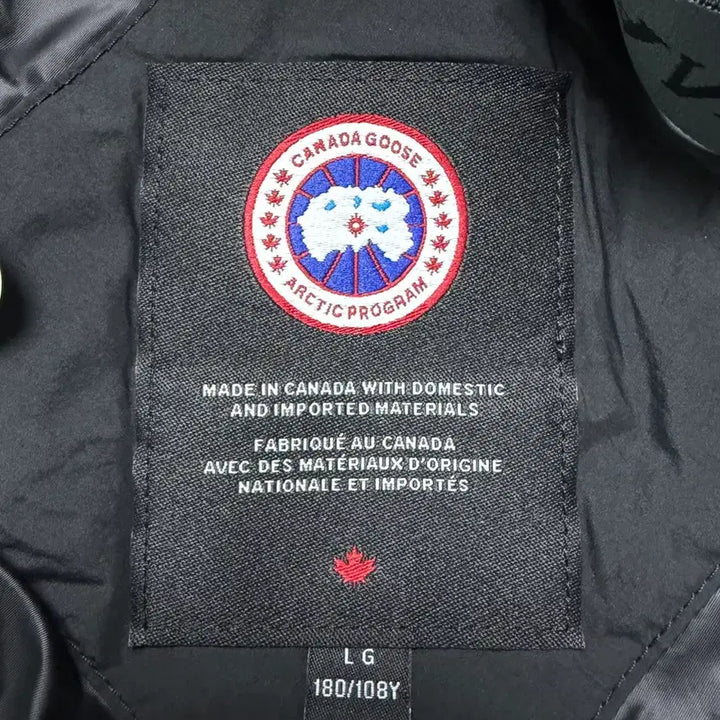 CANADA GOOSE
ARCTIC PROGRAM
MADE IN CANADA WITH DOMESTIC
AND IMPORTED MATERIALS
FABRIQUÉ AU CANADA
AVEC DES MATÉRIAUX D'ORIGINE
NATIONALE ET IMPORTÉS
L G
180/108Y